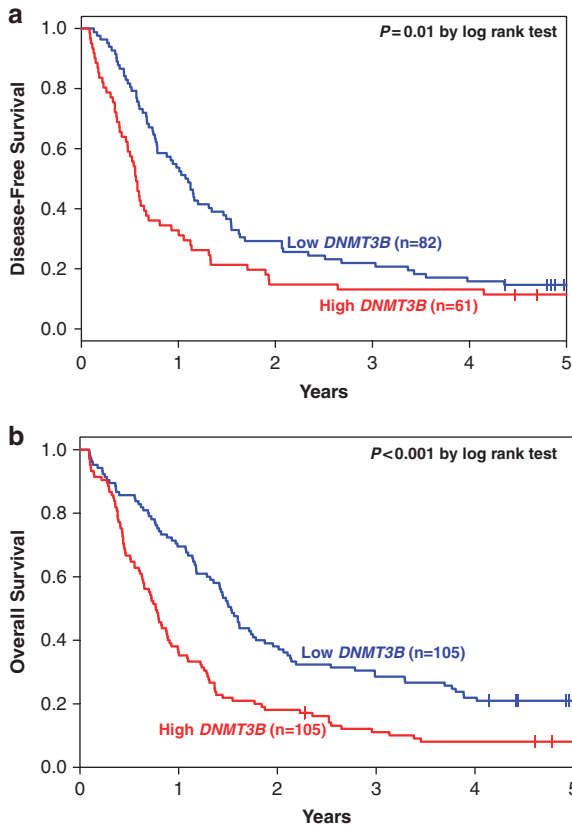 a
P=0.01 by log rank test
1.0
0.8
0.6
0.4
0.2
0.0
Disease-Free Survival
Low DNMT3B (n=82)
High DNMT3B (n=61)
0 1 2 3 4 5
Years
b
P<0.001 by log rank test
1.0
0.8
0.6
0.4
0.2
0.0
Overall Survival
Low DNMT3B (n=105)
High DNMT3B (n=105)
0 1 2 3 4 5
Years